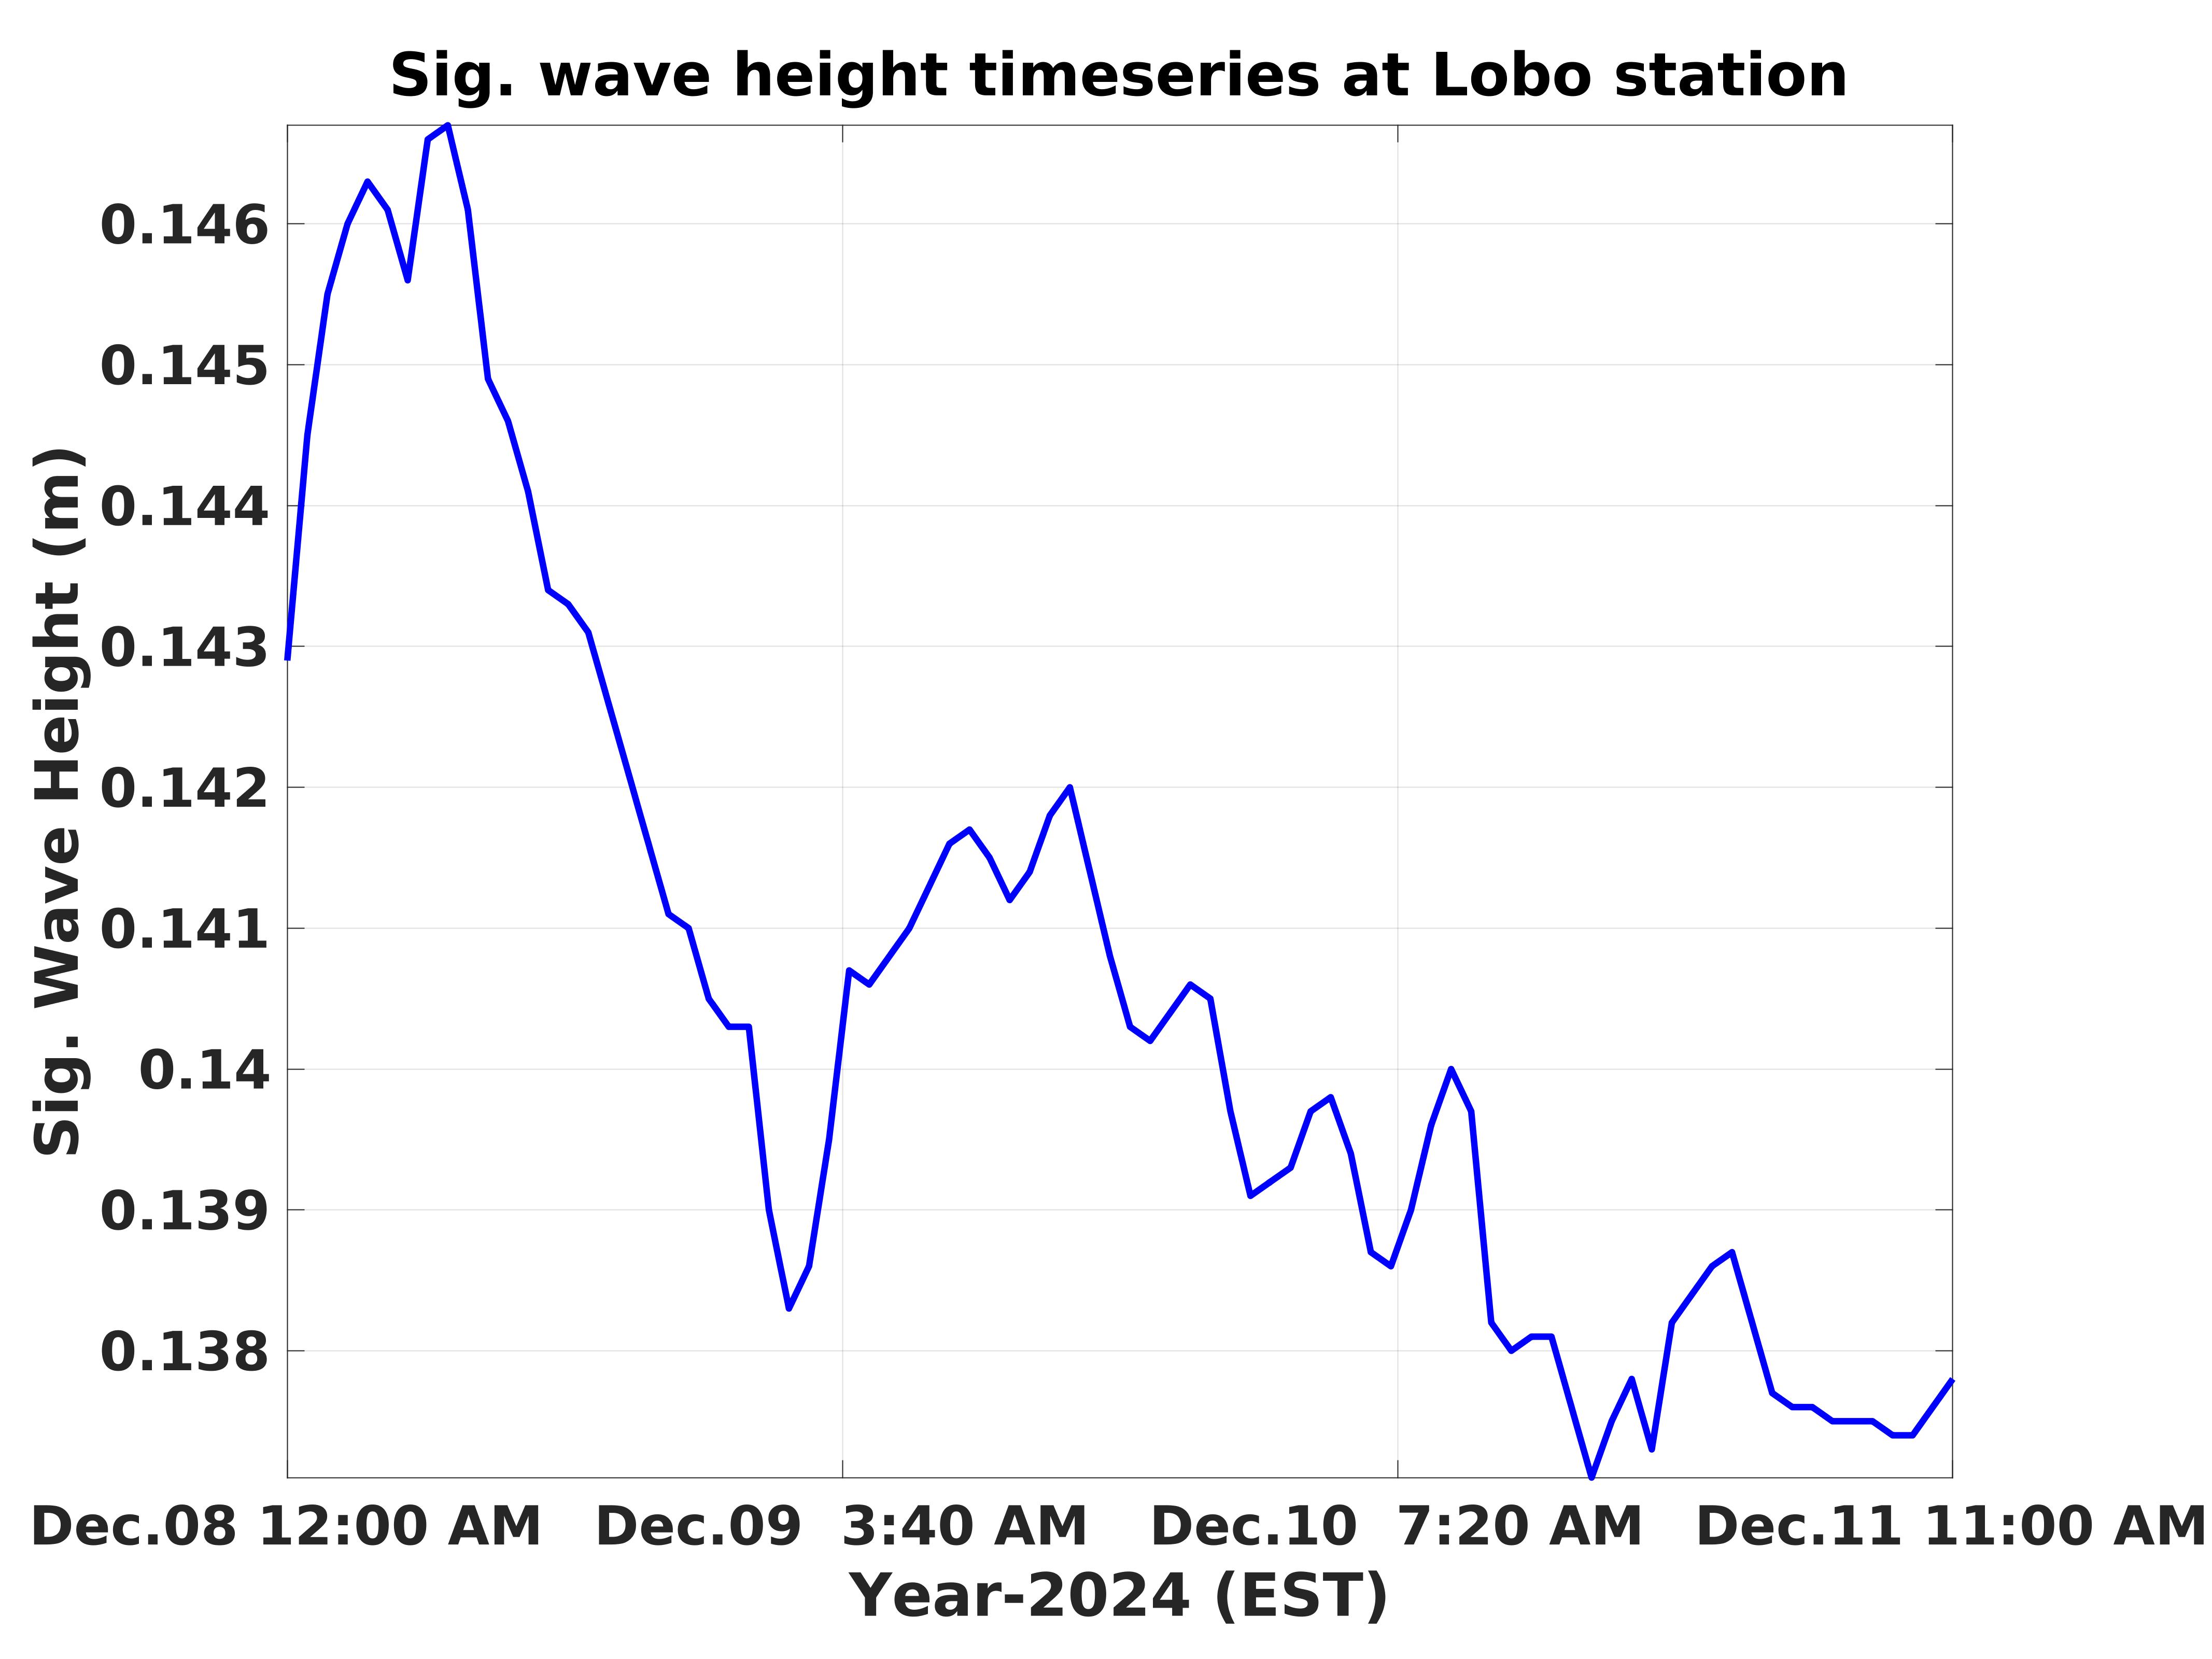 Sig. wave height timeseries at Lobo station
Sig. Wave Height (m)
0.146
0.145
0.144
0.143
0.142
0.141
0.14
0.139
0.138
Dec.08 12:00 AM Dec.09 3:40 AM Dec.10 7:20 AM Dec.11 11:00 AM
Year-2024 (EST)